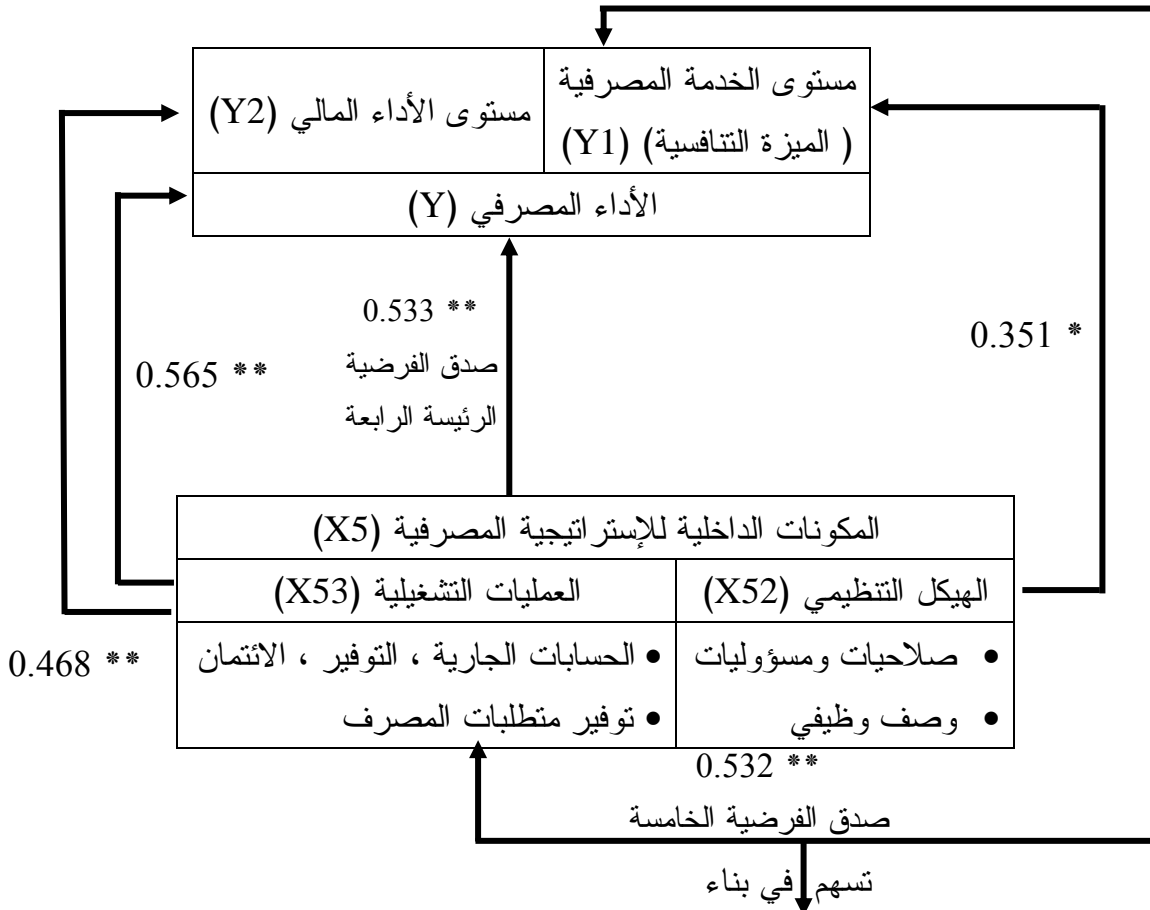 مستوى الخدمة المصرفية
( الميزة التنافسية) (Y1)
مستوى الأداء المالي (Y2)
الأداء المصرفي (Y)
0.533 **
صدق الفرضية
الرئيسة الرابعة
0.351 *
0.565 **
المكونات الداخلية للإستراتيجية المصرفية (X5)
الهيكل التنظيمي (X52)
العمليات التشغيلية (X53)
• صلاحيات ومسؤوليات
• وصف وظيفي
• الحسابات الجارية ، التوفير ، الائتمان
• توفير متطلبات المصرف
0.468 **
0.532 **
صدق الفرضية الخامسة
تسهم في بناء